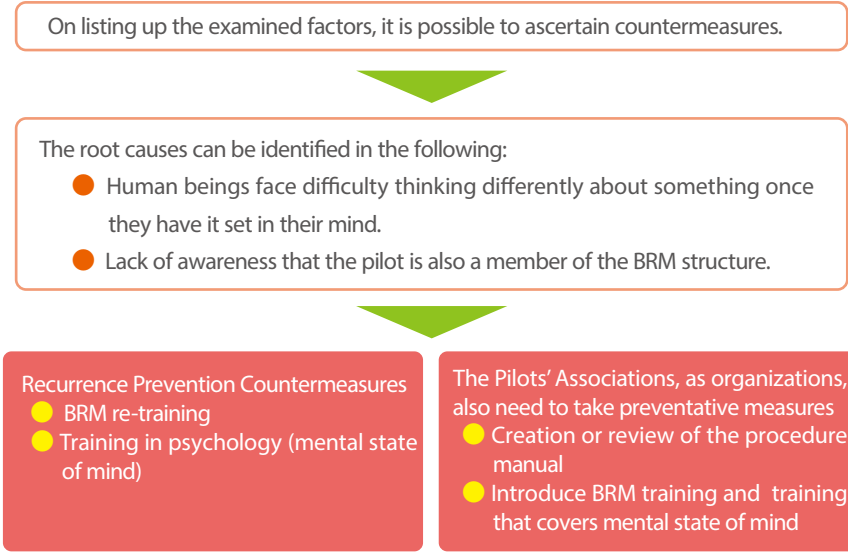 On listing up the examined factors, it is possible to ascertain countermeasures.
The root causes can be identified in the following:
Human beings face difficulty thinking differently about something once
they have it set in their mind.
Lack of awareness that the pilot is also a member of the BRM structure.
Recurrence Prevention Countermeasures
BRM re-training
Training in psychology (mental state
of mind)
The Pilots' Associations, as organizations,
also need to take preventative measures
Creation or review of the procedure
manual
Introduce BRM training and training
that covers mental state of mind